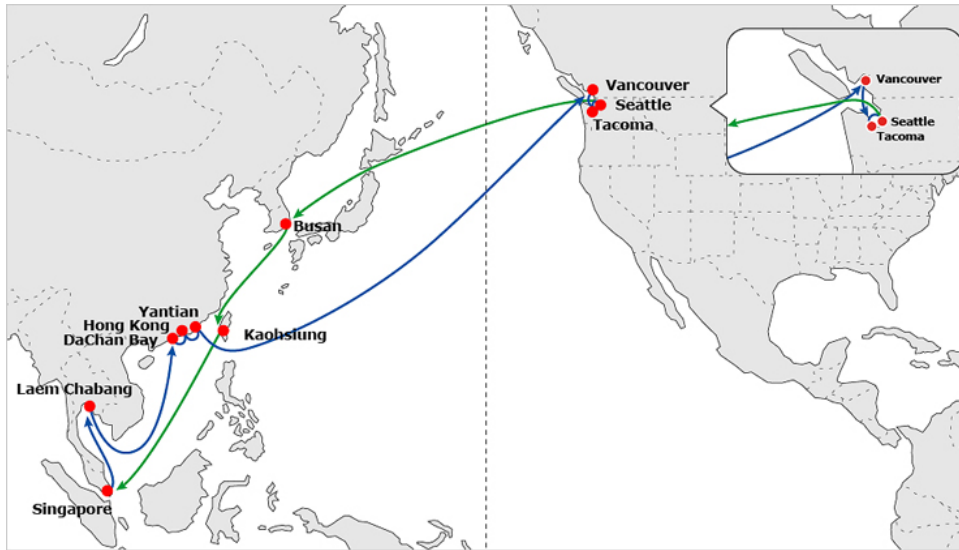 Vancouver
Seattle
Tacoma
Vancouver
Seattle
Tacoma
Busan
Yantian
Hong Kong
DaChan Bay
Kaohsiung
Laem Chabang
Singapore